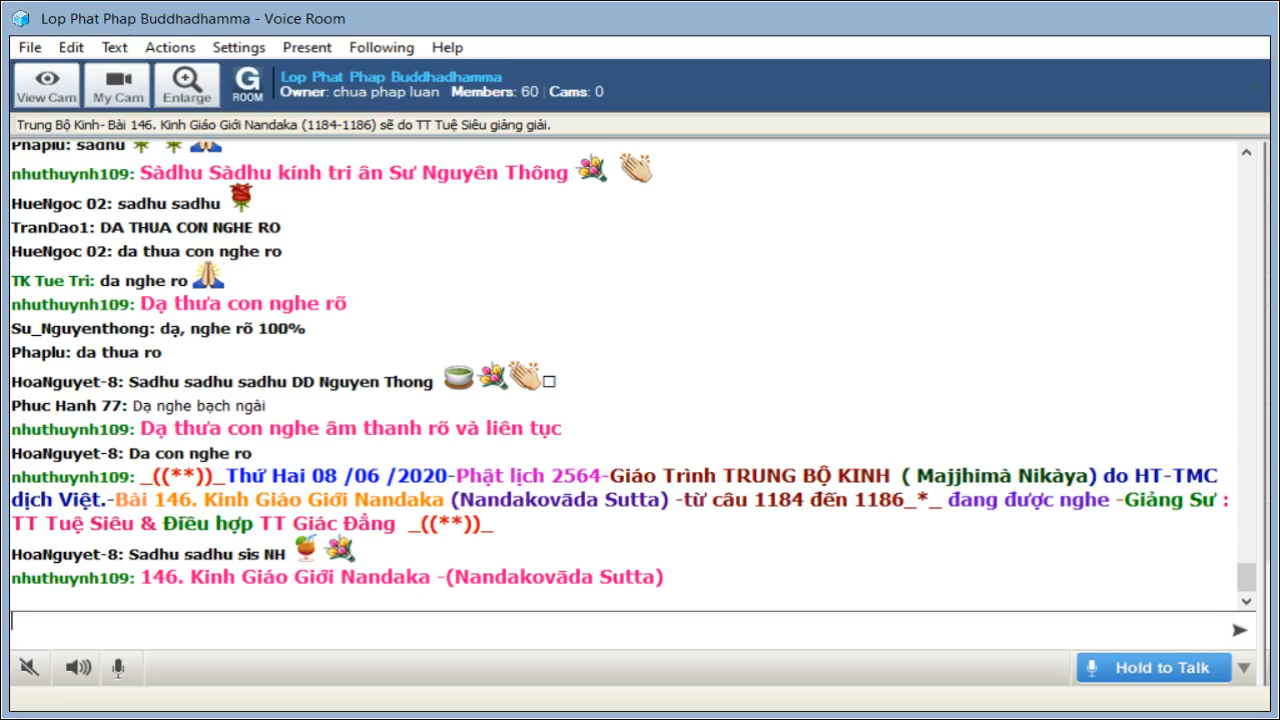 Lop Phat Phap Buddhadhamma - Voice Room
File Edit Text Actions Settings Present Following Help
View Cam My Cam Enlarge G ROOM
Lop Phat Phap Buddhadhamma
Owner: chua phap luan Members: 60 | Cams: 0
Trung Bộ Kinh- Bài 146. Kinh Giáo Giới Nandaka (1184-1186) sẽ do TT Tuệ Siêu giảng giải.
Phaplu: sadhu
nhuthuynh109: Sàdhu Sàdhu kính tri ân Sư Nguyên Thông
HueNgoc 02: sadhu sadhu
TranDao1: DA THUA CON NGHE RO
HueNgoc 02: da thua con nghe ro
TK Tue Tri: da nghe ro
nhuthuynh109: Dạ thưa con nghe rõ
Su_Nguyenthong: dạ, nghe rõ 100%
Phaplu: da thua ro
HoaNguyet-8: Sadhu sadhu sadhu DD Nguyen Thong
Phuc Hanh 77: Dạ nghe bạch ngài
nhuthuynh109: Dạ thưa con nghe âm thanh rõ và liên tục
HoaNguyet-8: Da con nghe ro
nhuthuynh109: _((**))_Thứ Hai 08 /06 /2020-Phật lịch 2564-Giáo Trình TRUNG BỘ KINH ( Majjhimà Nikàya) do HT-TMC
dịch Việt.-Bài 146. Kinh Giáo Giới Nandaka (Nandakovāda Sutta) -từ câu 1184 đến 1186_*_ đang được nghe -Giảng Sư :
TT Tuệ Siêu & Điều hợp TT Giác Đẳng _((**))_
HoaNguyet-8: Sadhu sadhu sis NH
nhuthuynh109: 146. Kinh Giáo Giới Nandaka -(Nandakovāda Sutta)
Hold to Talk